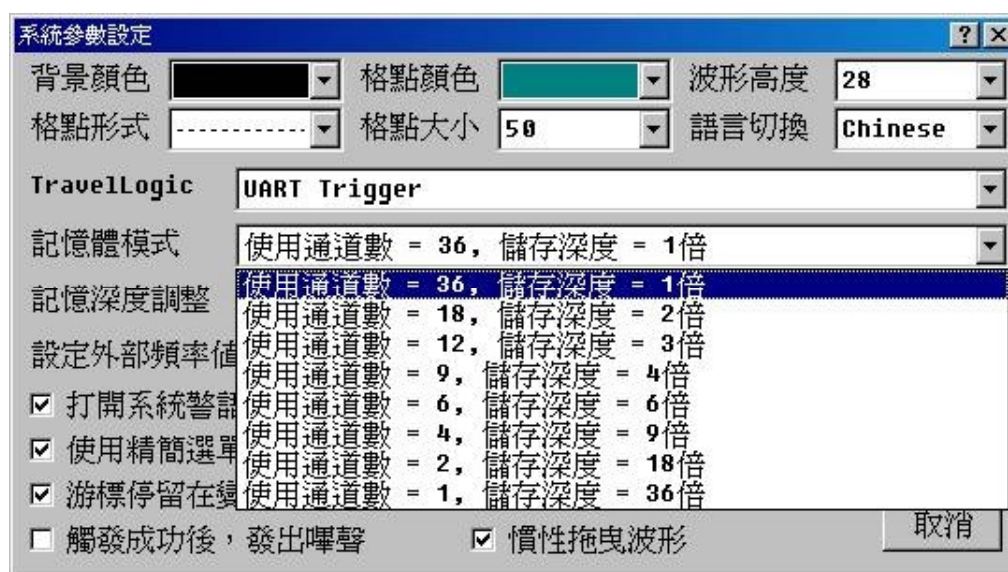 系統參數設定
背景顏色 格點顏色 波形高度 28
格點形式 格點大小 50 語言切換 Chinese
TravelLogic UART Trigger
記憶體模式 使用通道數 = 36, 儲存深度 = 1倍
使用通道數 = 36, 儲存深度 = 1倍
記憶深度調整 使用通道數 = 18, 儲存深度 = 2倍
使用通道數 = 12, 儲存深度 = 3倍
設定外部頻率值 使用通道數 = 9, 儲存深度 = 4倍
打開系統警語 使用通道數 = 6, 儲存深度 = 6倍
使用通道數 = 4, 儲存深度 = 9倍
使用精簡選單 使用通道數 = 2, 儲存深度 = 18倍
游標停留在 使用通道數 = 1, 儲存深度 = 36倍
觸發成功後，發出嗶聲 慣性拖曳波形 取消